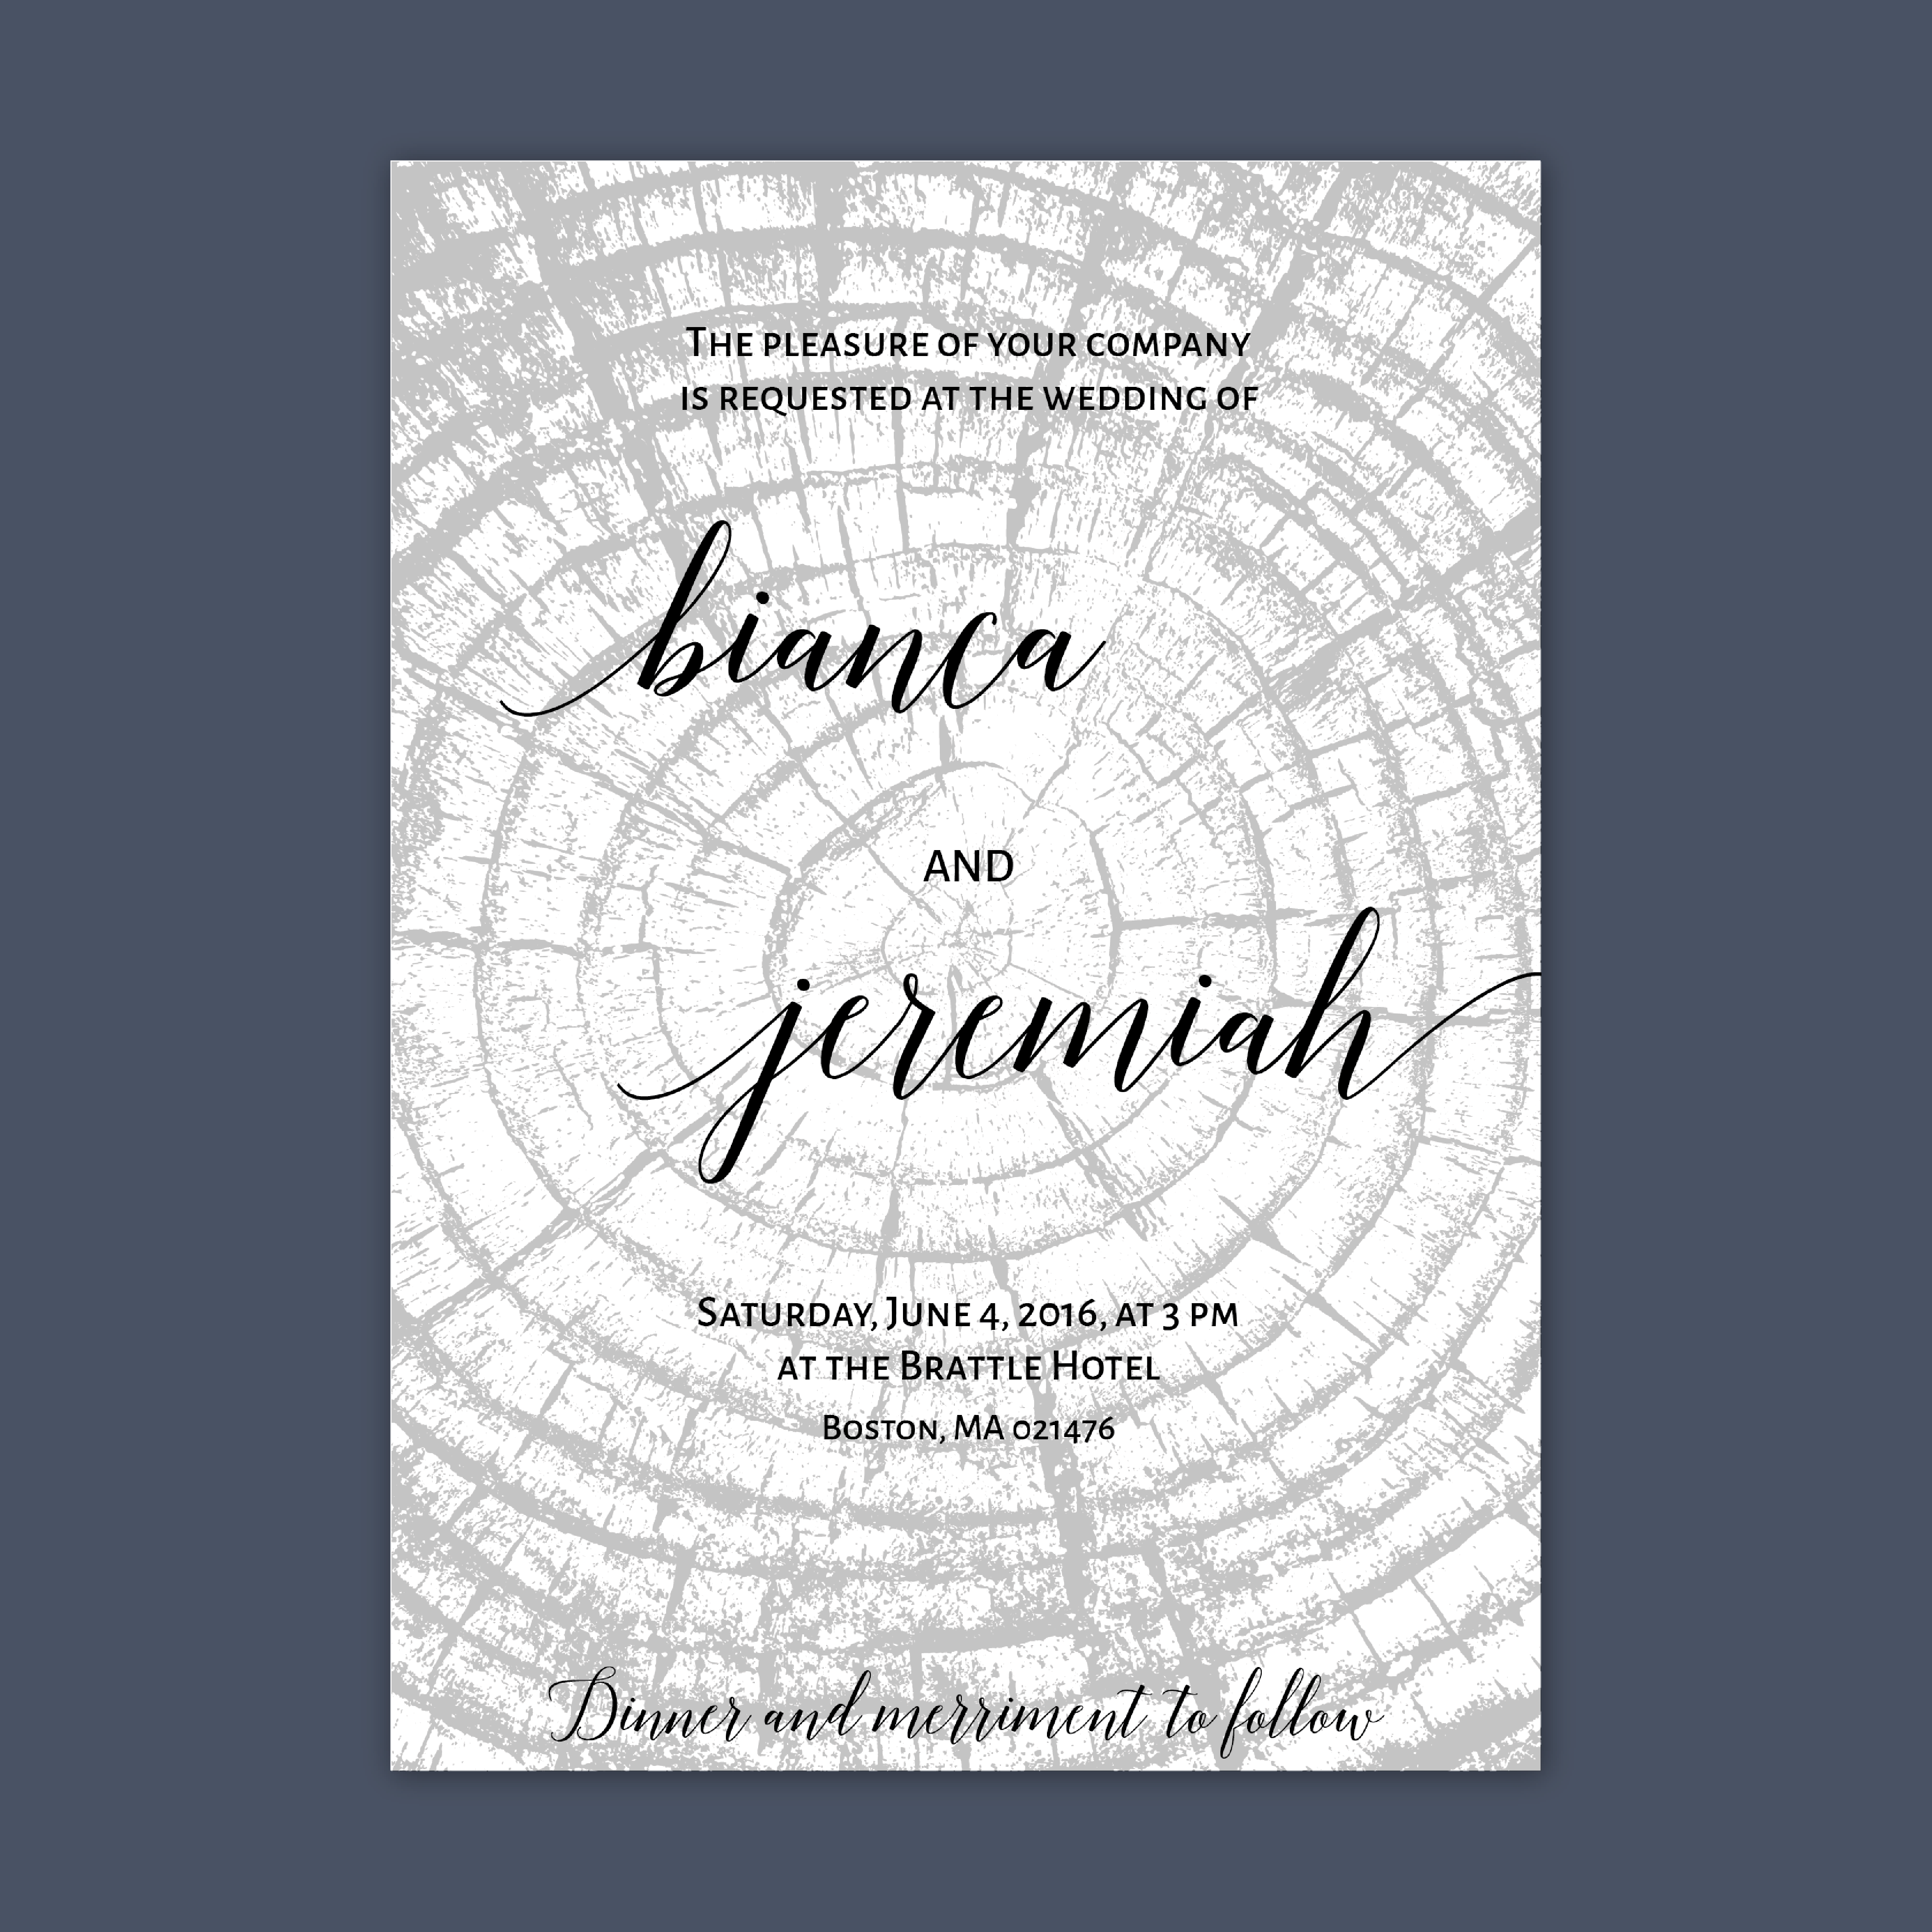 The pleasure of your company
is requested at the wedding of
bianca
and
jeremiah
Saturday, June 4, 2016, at 3 pm
at the Brattle Hotel
Boston, MA 021476
Dinner and merriment to follow